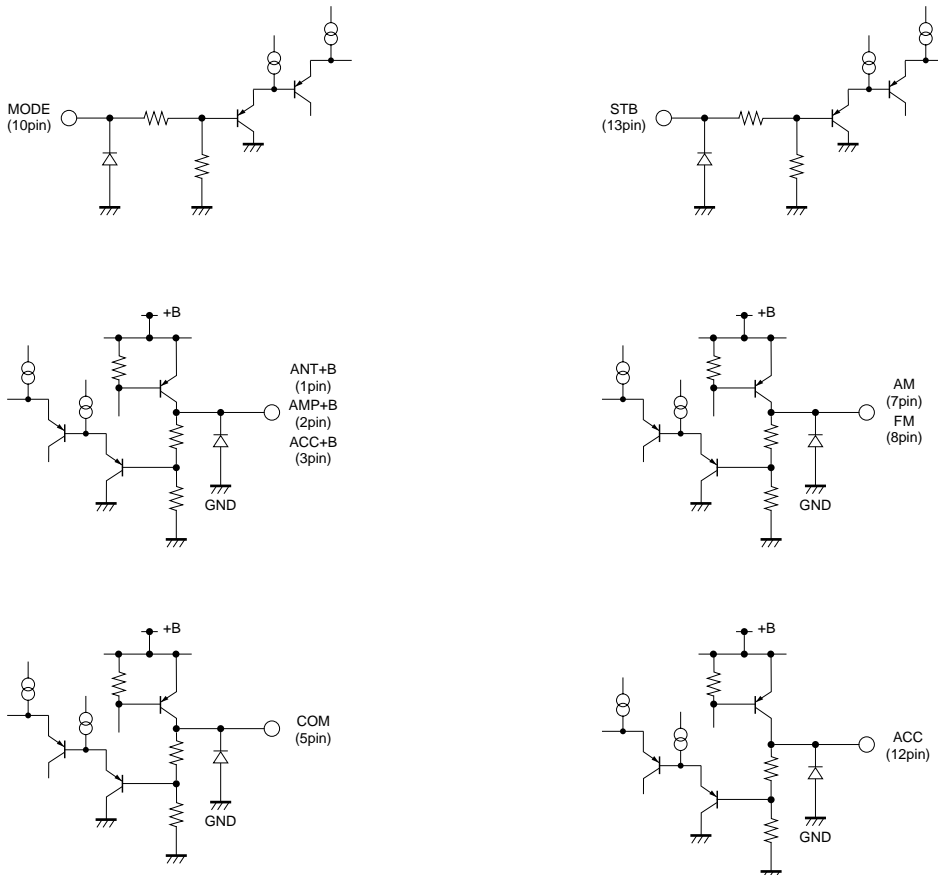 MODE
(10pin)
STB
(13pin)
+B
ANT+B
(1pin)
AMP+B
(2pin)
ACC+B
(3pin)
GND
+B
AM
(7pin)
FM
(8pin)
GND
+B
COM
(5pin)
GND
+B
ACC
(12pin)
GND